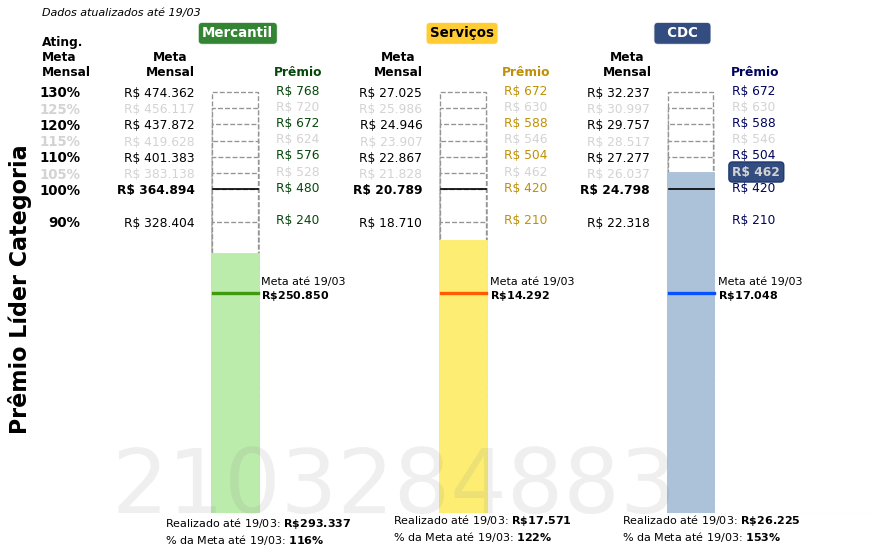 Dados atualizados até 19/03
Mercantil Serviços CDC
Ating. Meta Mensal
Meta Mensal Prêmio Meta Mensal Prêmio Meta Mensal Prêmio
130% R$ 474.362 R$ 768 R$ 27.025 R$ 672 R$ 32.237 R$ 672
125% R$ 456.117 R$ 720 R$ 25.986 R$ 630 R$ 30.997 R$ 630
120% R$ 437.872 R$ 672 R$ 24.946 R$ 588 R$ 29.757 R$ 588
115% R$ 419.628 R$ 624 R$ 23.907 R$ 546 R$ 28.517 R$ 546
110% R$ 401.383 R$ 576 R$ 22.867 R$ 504 R$ 27.277 R$ 504
105% R$ 383.138 R$ 528 R$ 21.828 R$ 462 R$ 26.037 R$ 462
100% R$ 364.894 R$ 480 R$ 20.789 R$ 420 R$ 24.798 R$ 420
90% R$ 328.404 R$ 240 R$ 18.710 R$ 210 R$ 22.318 R$ 210
Meta até 19/03 Meta até 19/03 Meta até 19/03
R$250.850 R$14.292 R$17.048
Prêmio Líder Categoria
2103284883
Realizado até 19/03: R$293.337 Realizado até 19/03: R$17.571 Realizado até 19/03: R$26.225
% da Meta até 19/03: 116% % da Meta até 19/03: 122% % da Meta até 19/03: 153%